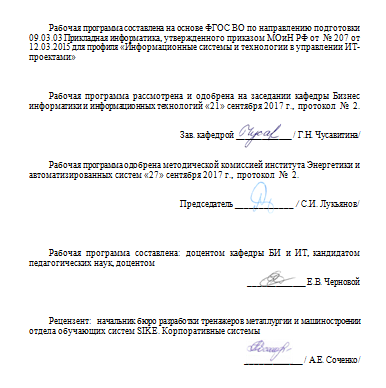 Рабочая программа составлена на основе ФГОС ВО по направлению подготовки
09.03.03 Прикладная информатика, утвержденного приказом МОиН РФ от № 207 от
12.03.2015 для профиля «Информационные системы и технологии в управлении ИТ-
проектами»
Рабочая программа рассмотрена и одобрена на заседании кафедры Бизнес
информатики и информационных технологий «21» сентября 2017 г., протокол № 2.
Зав. кафедрой ____________ / Г.Н. Чусавитина/
Рабочая программа одобрена методической комиссией института Энергетики и
автоматизированных систем «27» сентября 2017 г., протокол № 2.
Председатель ____________ / С.И. Лукьянов/
Рабочая программа составлена: доцентом кафедры БИ и ИТ, кандидатом
педагогических наук, доцентом
____________ Е.В. Черновой
Рецензент: начальник бюро разработки тренажеров металлургии и машиностроении
отдела обучающих систем SIKE. Корпоративные системы
____________ / А.Е. Соченко/